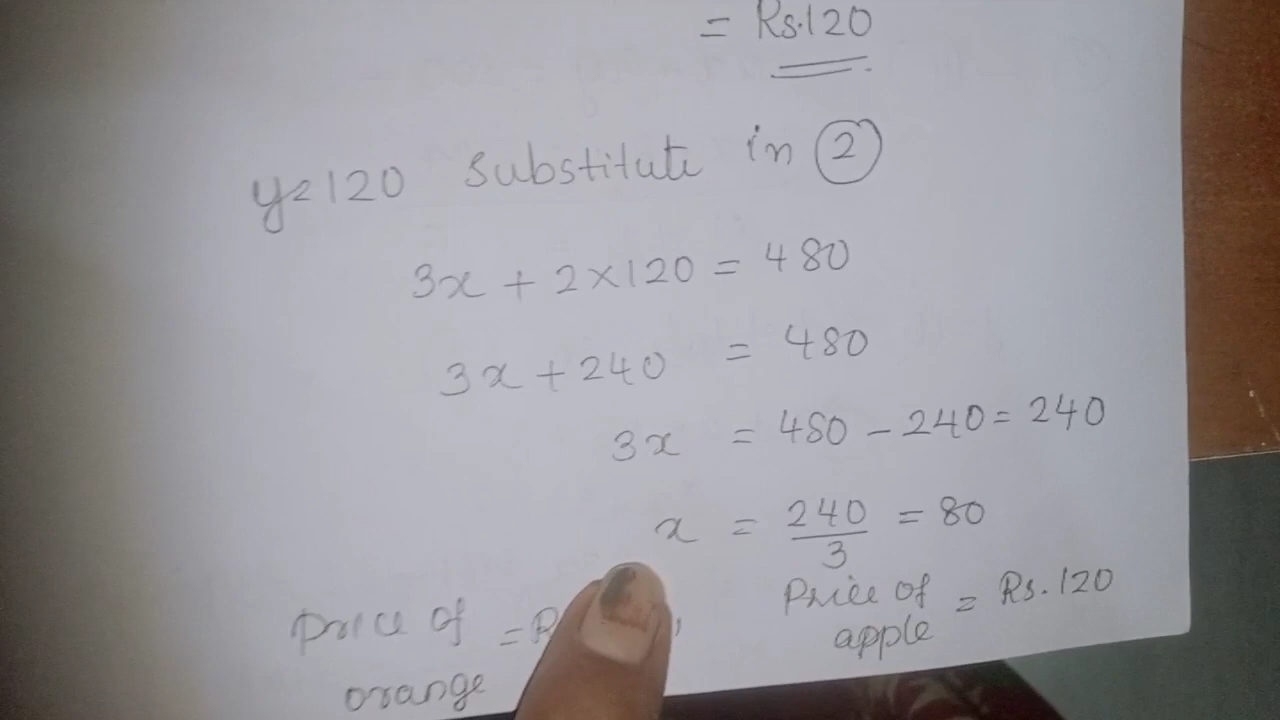 = Rs.120
y=120 substitute in 2
3x + 2×120 = 480
3x + 240 = 480
3x = 480 - 240 = 240
x = 240/3 = 80
Price of orange =
Price of apple = Rs. 120